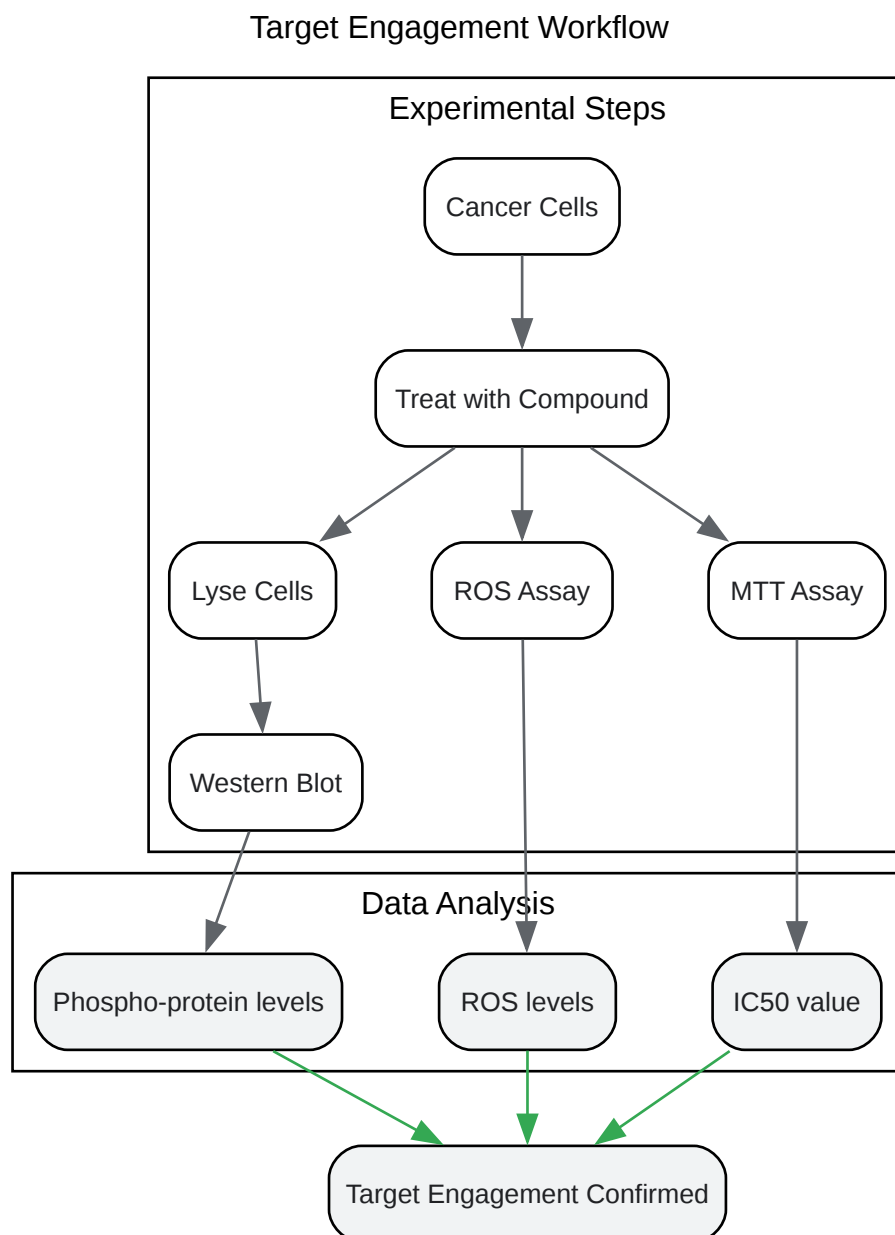 Target Engagement Workflow
Experimental Steps
Cancer Cells
Treat with Compound
Lyse Cells
ROS Assay
MTT Assay
Western Blot
Data Analysis
Phospho-protein levels
ROS levels
IC50 value
Target Engagement Confirmed